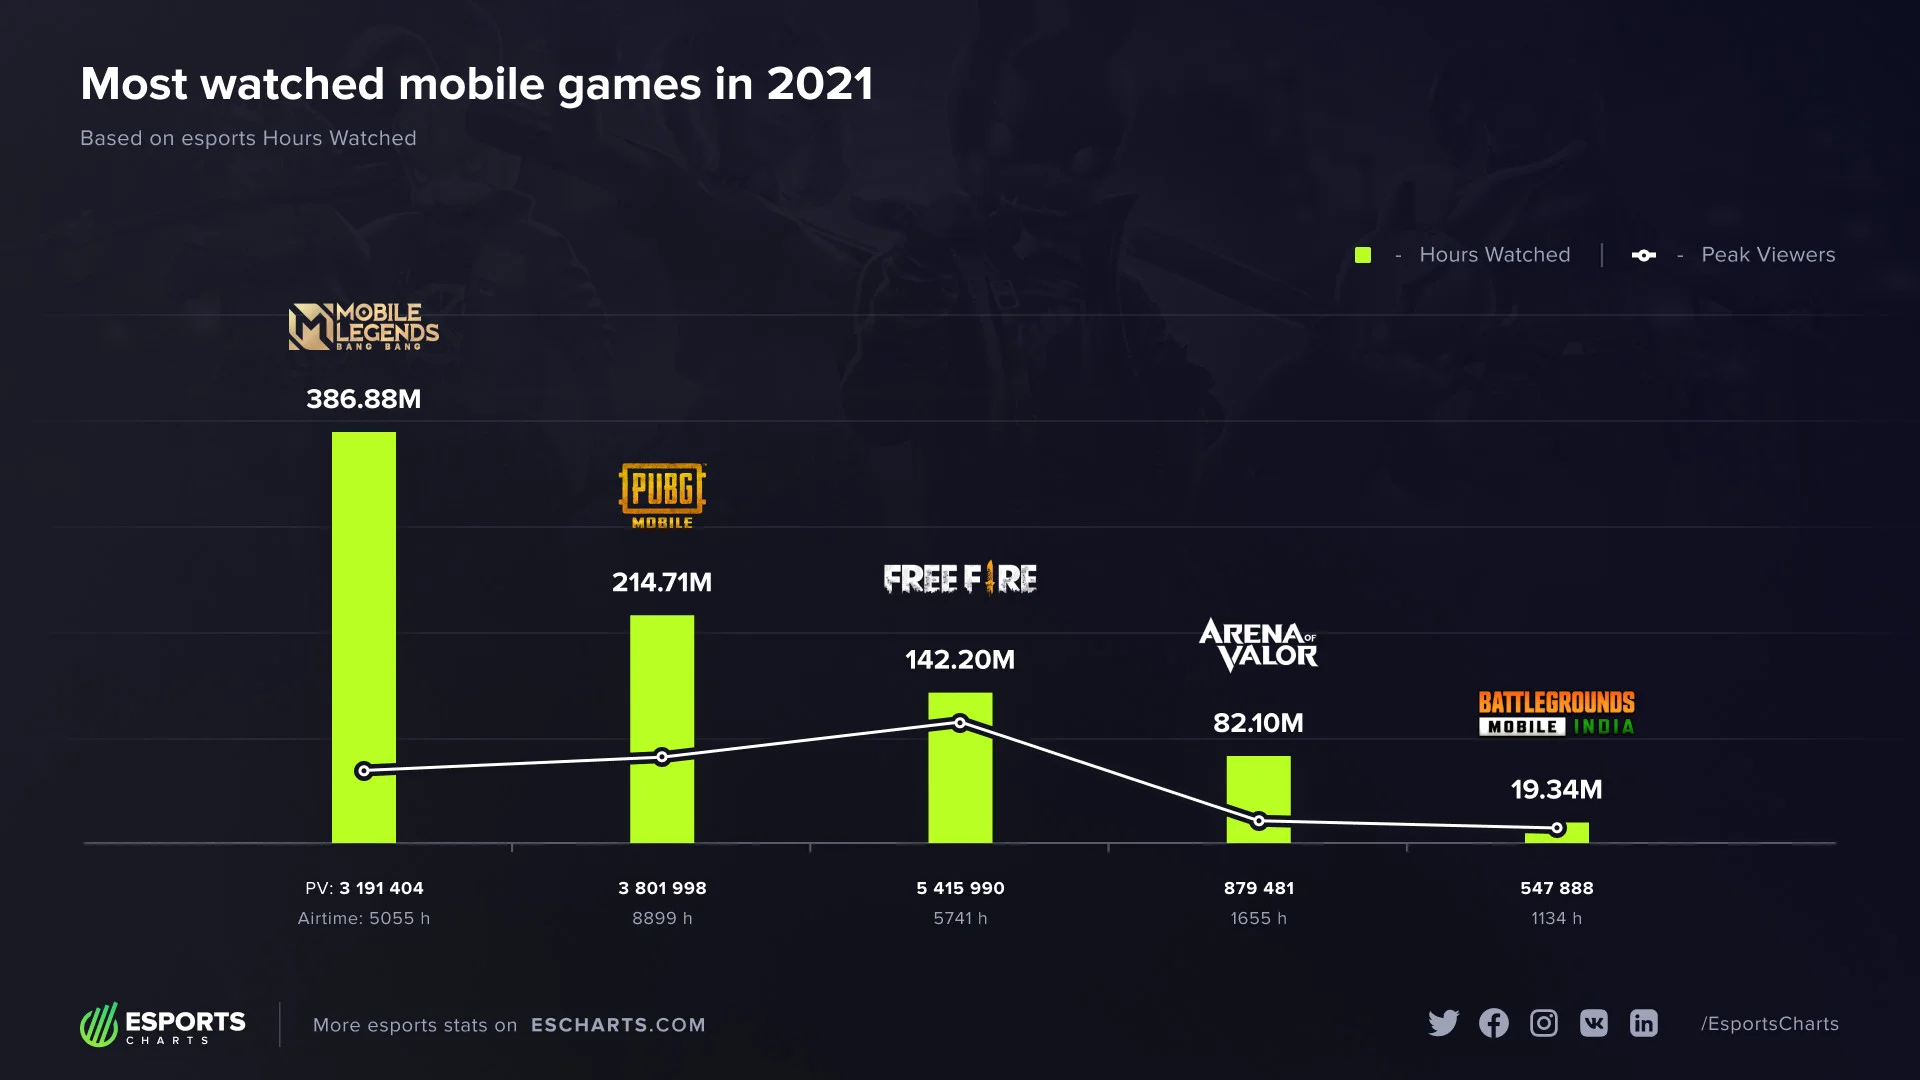 Most watched mobile games in 2021
Based on esports Hours Watched
- Hours Watched | - Peak Viewers
MOBILE
LEGENDS
BANG BANG
386.88M
PUBG
MOBILE
214.71M
FREE FIRE
142.20M
ARENA OF
VALOR
82.10M
BATTLEGROUNDS
MOBILE INDIA
19.34M
PV: 3 191 404 3 801 998 5 415 990 879 481 547 888
Airtime: 5055 h 8899 h 5741 h 1655 h 1134 h
ESPORTS
CHARTS
More esports stats on ESCHARTS.COM
/EsportsCharts